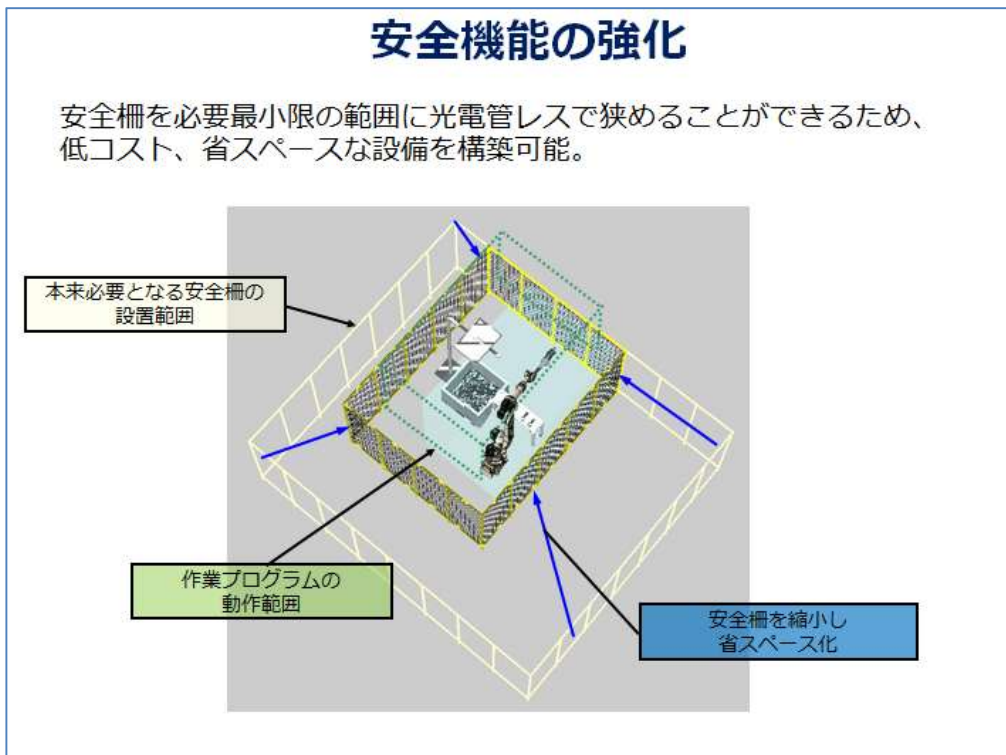 安全機能の強化
安全柵を必要最小限の範囲に光電管レスで狭めることができるため、
低コスト、省スペースな設備を構築可能。
本来必要となる安全柵の
設置範囲
作業プログラムの
動作範囲
安全柵を縮小し
省スペース化